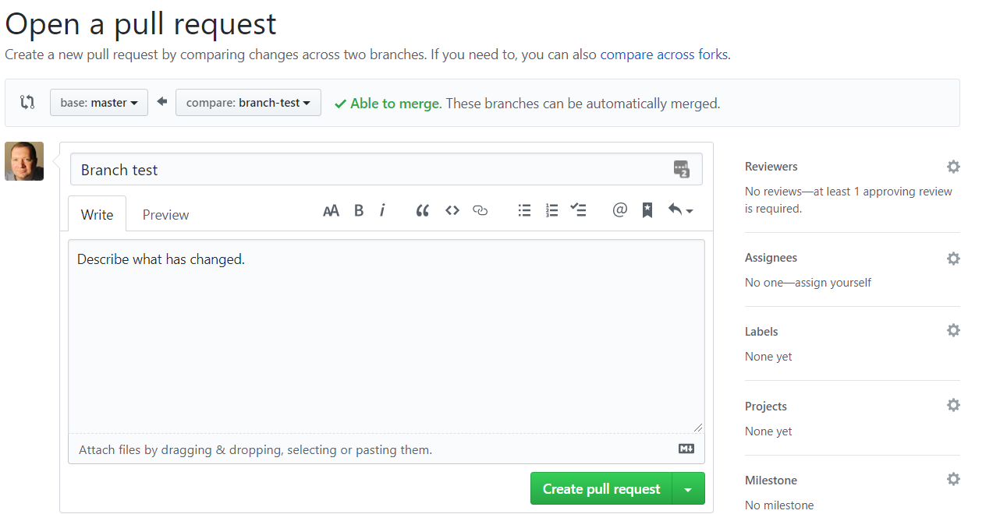 Open a pull request
Create a new pull request by comparing changes across two branches. If you need to, you can also compare across forks.
base: master
compare: branch-test
Able to merge. These branches can be automatically merged.
Branch test
2
Write
Preview
AA B i
Describe what has changed.
Attach files by dragging & dropping, selecting or pasting them.
Create pull request
Reviewers
No reviews—at least 1 approving review
is required.
Assignees
No one—assign yourself
Labels
None yet
Projects
None yet
Milestone
No milestone